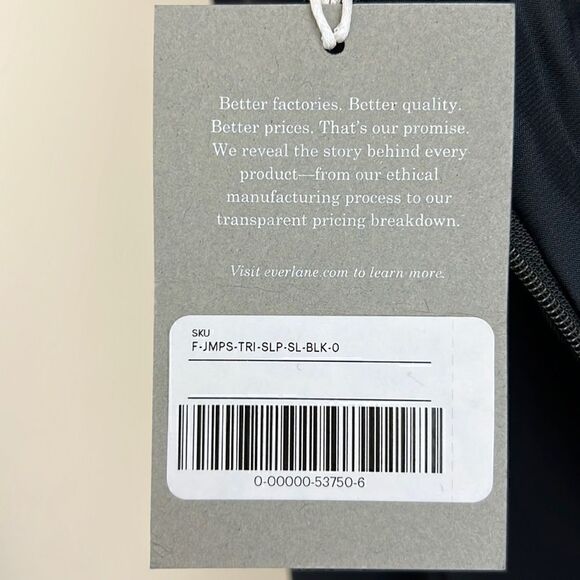 Better factories. Better quality.
Better prices. That's our promise.
We reveal the story behind every
product—from our ethical
manufacturing process to our
transparent pricing breakdown.
Visit everlane.com to learn more.
SKU
F-JMPS-TRI-SLP-SL-BLK-0
0-00000-53750-6